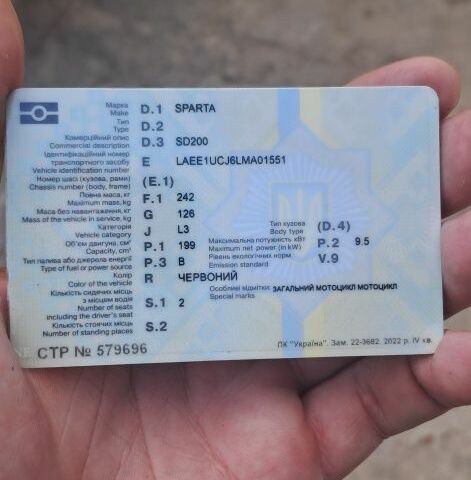 Марка
Make D.1 SPARTA
Тип
Type D.2
Комерційний опис
Commercial description D.3 SD200
Ідентифікаційний номер
транспортного засобу E LAEE1UCJ6LMA01551
Vehicle identification number
Номер шасі (кузова, рами) (E.1)
Chassis number (body, frame)
Повна маса, кг F.1 242
Maximum mass, kg
Маса без навантаження, кг G 126
Mass of the vehicle in service, kg
Категорія J L3
Vehicle category
Об'єм двигуна, см³ P.1 199
Capacity, cm³
Тип палива або джерела енергії P.3 B
Type of fuel or power source
Колір R ЧЕРВОНИЙ
Color of the vehicle
Кількість сидячих місць
з місцем водія S.1 2
Number of seats
including the driver's seat
Кількість стоячих місць S.2
Number of standing places
Тип кузова (D.4)
Body type
Максимальна потужність кВт P.2 9.5
Maximum net power (in kW)
Рівень екологічних норм V.9
Emission standard
Особливі відмітки ЗАГАЛЬНИЙ МОТОЦИКЛ МОТОЦИКЛ
Special marks
СТР № 579696
ПК "Україна". Зам. 22-3682. 2022 р. IV кв.